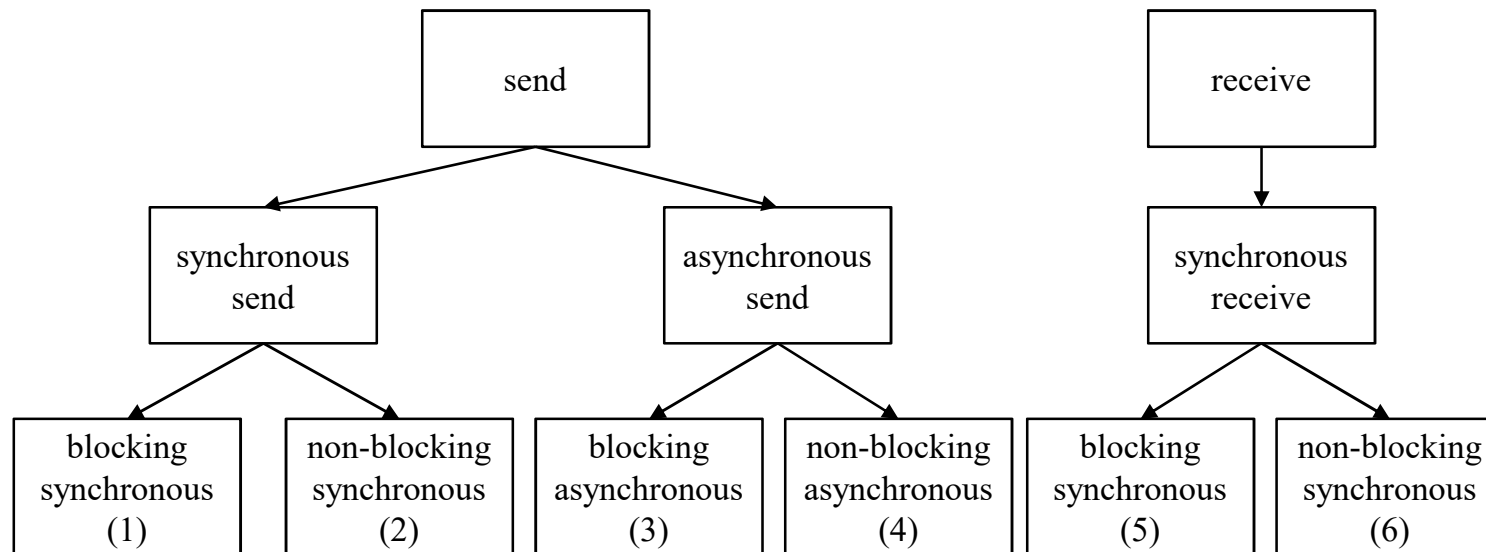 send
receive
synchronous
send
asynchronous
send
synchronous
receive
blocking
synchronous
(1)
non-blocking
synchronous
(2)
blocking
asynchronous
(3)
non-blocking
asynchronous
(4)
blocking
synchronous
(5)
non-blocking
synchronous
(6)